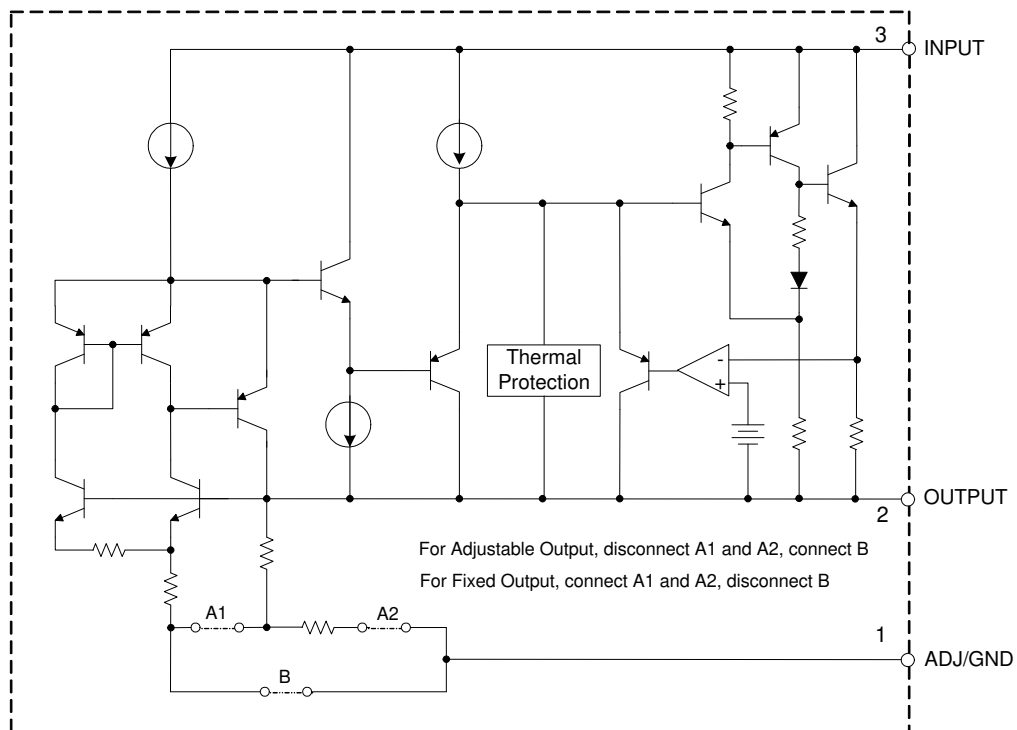 3
INPUT
Thermal
Protection
-
+
OUTPUT
2
For Adjustable Output, disconnect A1 and A2, connect B
For Fixed Output, connect A1 and A2, disconnect B
A1
A2
1
ADJ/GND
B